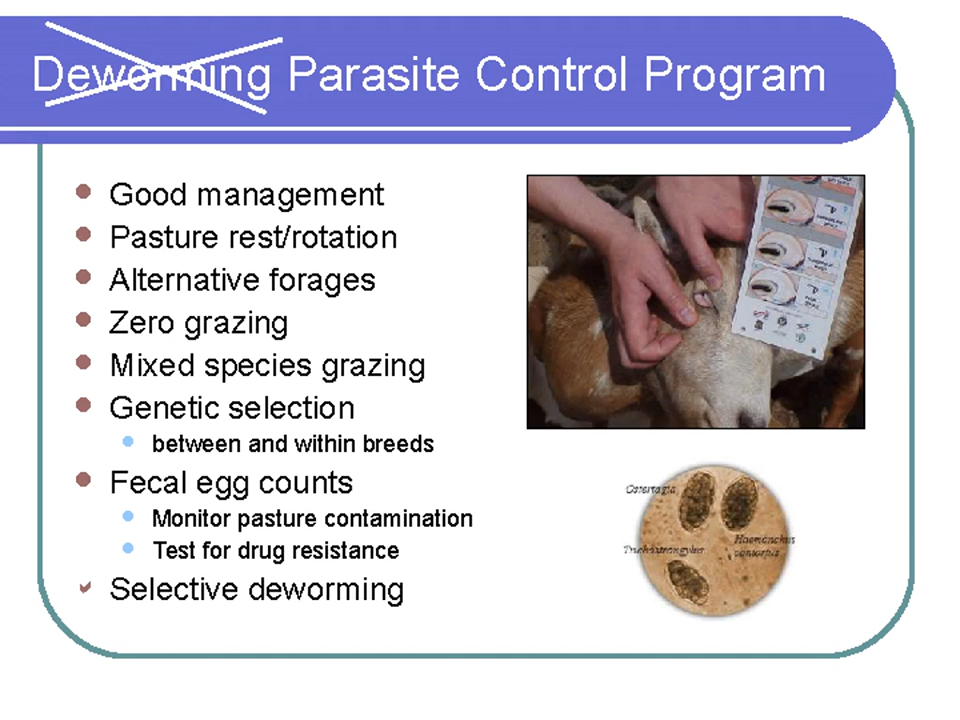 Deworming Parasite Control Program
Good management
Pasture rest/rotation
Alternative forages
Zero grazing
Mixed species grazing
Genetic selection
between and within breeds
Fecal egg counts
Monitor pasture contamination
Test for drug resistance
Selective deworming
Haemonchus
contortus